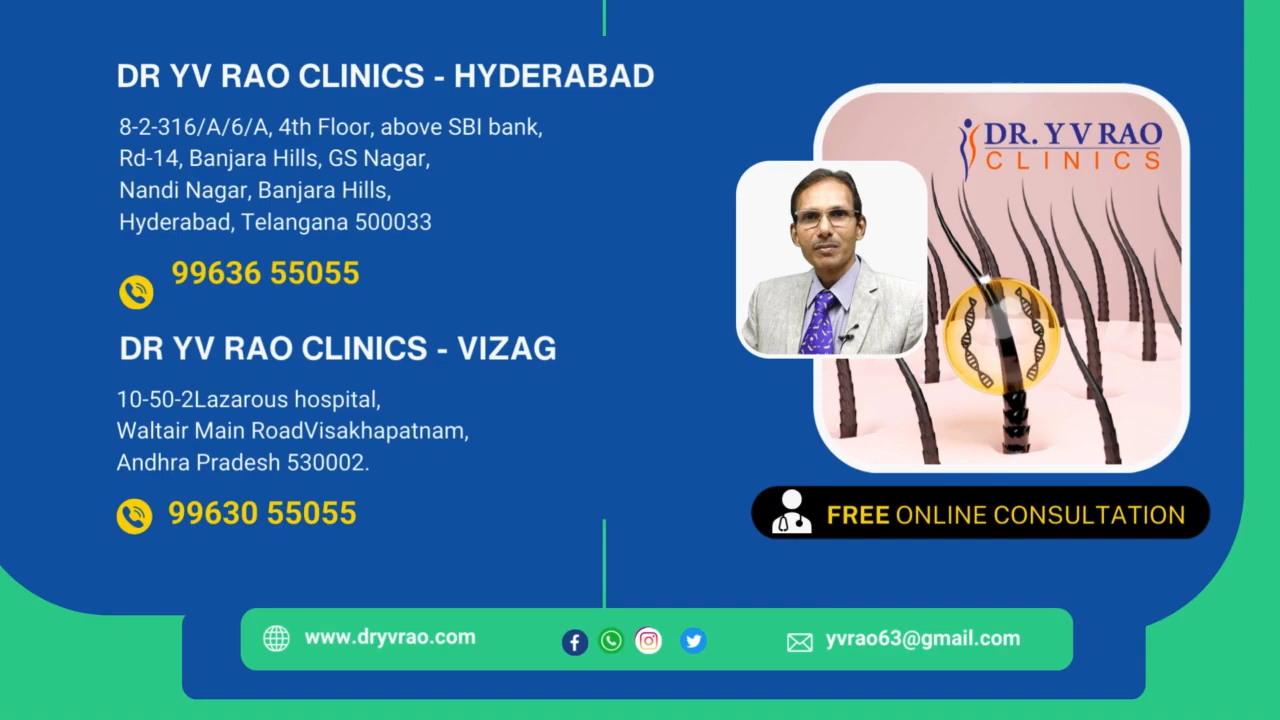 DR YV RAO CLINICS - HYDERABAD
8-2-316/A/6/A, 4th Floor, above SBI bank,
Rd-14, Banjara Hills, GS Nagar,
Nandi Nagar, Banjara Hills,
Hyderabad, Telangana 500033
99636 55055
DR YV RAO CLINICS - VIZAG
10-50-2Lazarous hospital,
Waltair Main RoadVisakhapatnam,
Andhra Pradesh 530002.
99630 55055
DR. Y V RAO
CLINICS
FREE ONLINE CONSULTATION
www.dryvrao.com
yvrao63@gmail.com